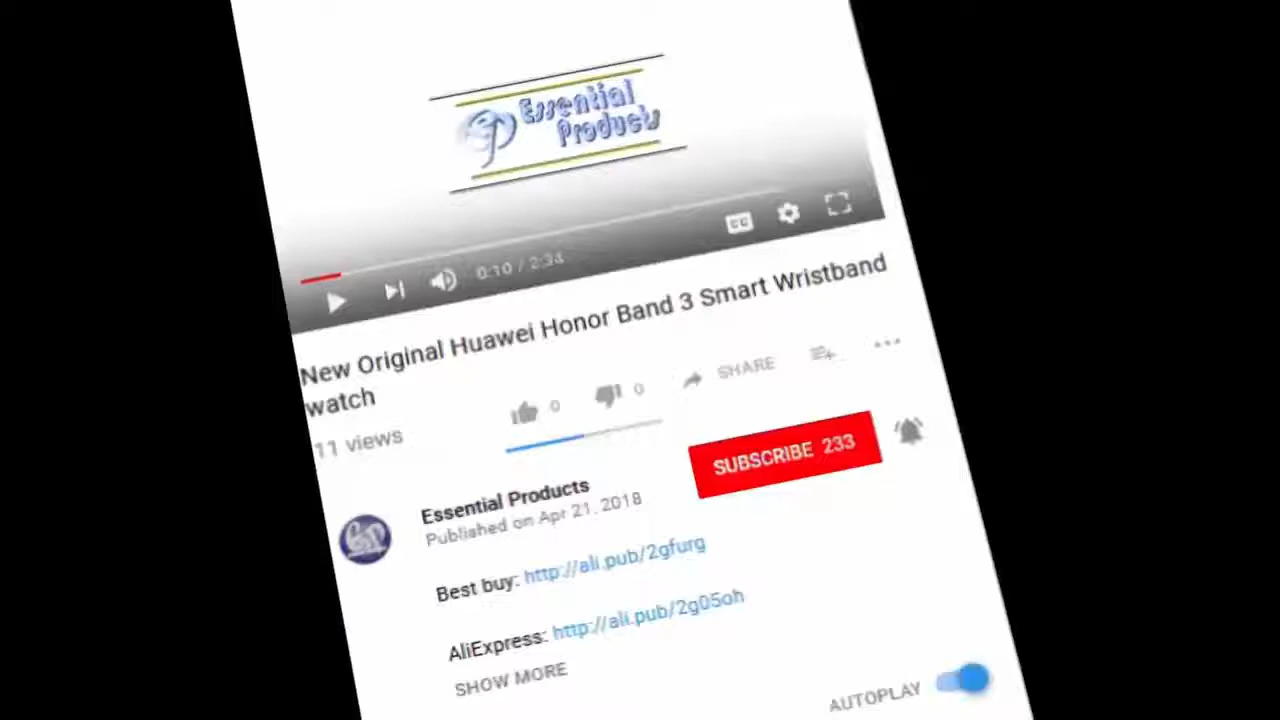 Essential
Products
CC
0:10 / 2:34
New Original Huawei Honor Band 3 Smart Wristband
watch
11 views
0
0
SHARE
SUBSCRIBE 233
Essential Products
Published on Apr 21, 2018
Best buy: http://ali.pub/2gfurg
AliExpress: http://ali.pub/2g05oh
SHOW MORE
AUTOPLAY